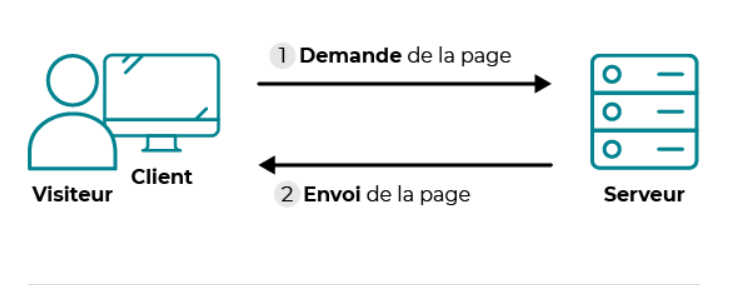 1 Demande de la page
Client
Visiteur
2 Envoi de la page
Serveur